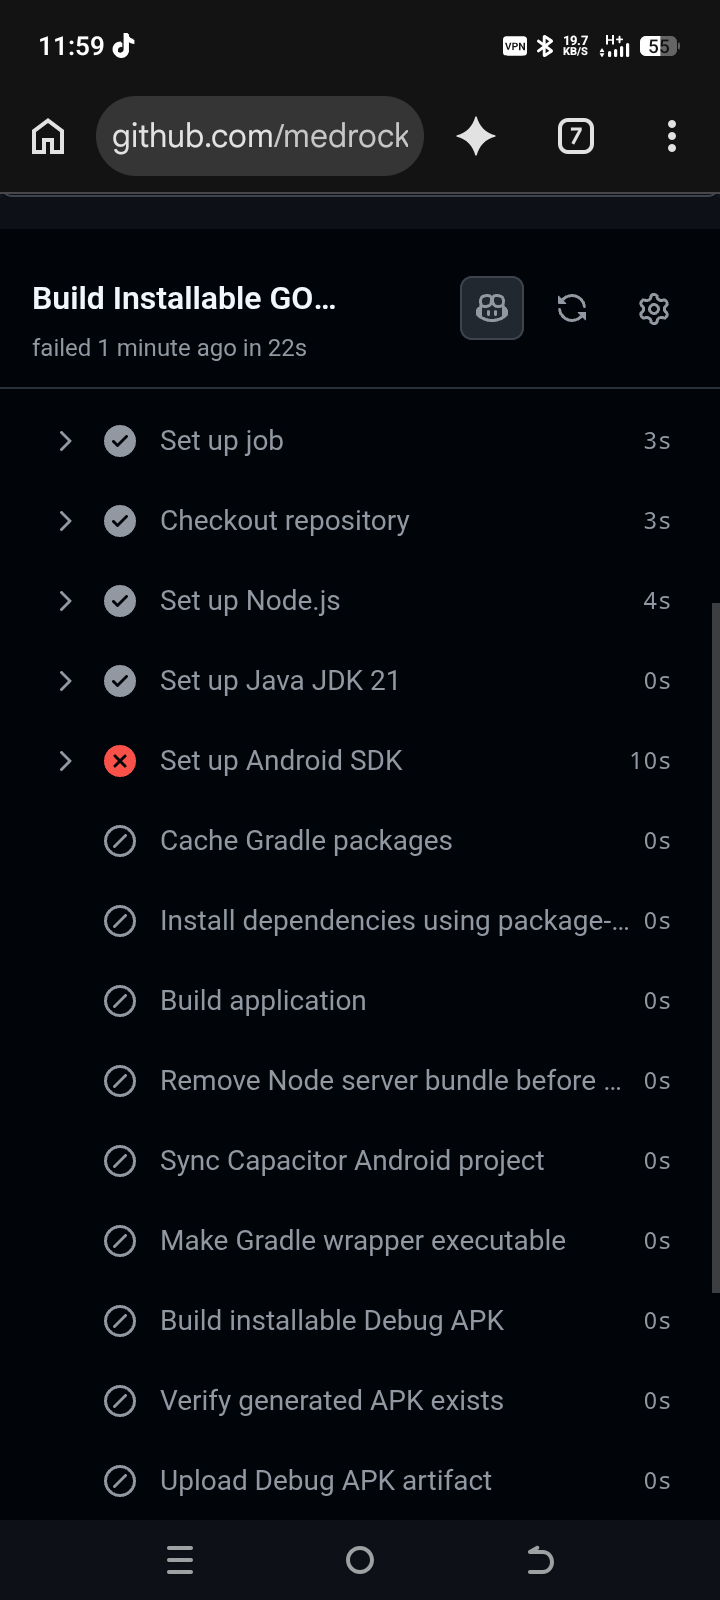 11:59
VPN 19.7 KB/S H+ 55
github.com/medrock
7
Build Installable GO...
failed 1 minute ago in 22s
Set up job 3s
Checkout repository 3s
Set up Node.js 4s
Set up Java JDK 21 0s
Set up Android SDK 10s
Cache Gradle packages 0s
Install dependencies using package-... 0s
Build application 0s
Remove Node server bundle before ... 0s
Sync Capacitor Android project 0s
Make Gradle wrapper executable 0s
Build installable Debug APK 0s
Verify generated APK exists 0s
Upload Debug APK artifact 0s